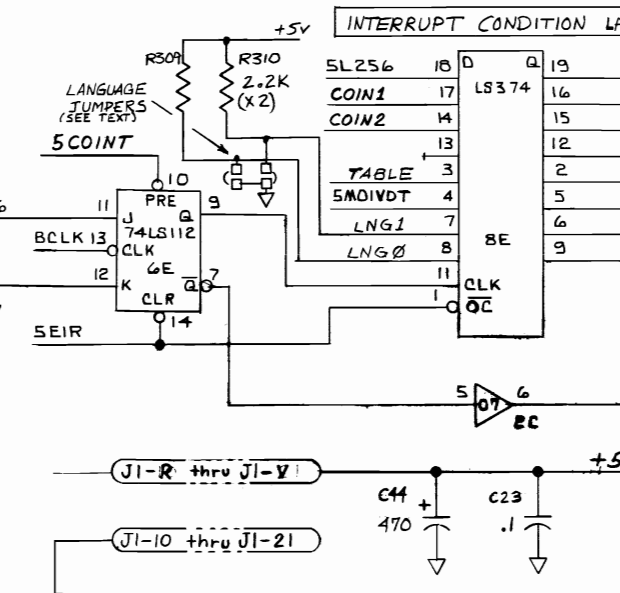 +5V
INTERRUPT CONDITION LA
R309
R310
2.2K
(X2)
LANGUAGE
JUMPERS
(SEE TEXT)
5COINT
10
PRE
11
J
Q
9
74LS112
BCLK 13
CLK
6E
12
K
Q
7
CLR
14
5EIR
5L256
18
D
Q
19
LS374
COIN1
17
16
COIN2
14
15
13
12
TABLE
3
2
5MDIVDT
4
5
LNG1
7
6
8E
LNGØ
8
9
11
CLK
1
OC
5
07
6
2C
J1-R thru J1-V
+5
C44
+
470
C23
.1
J1-10 thru J1-21